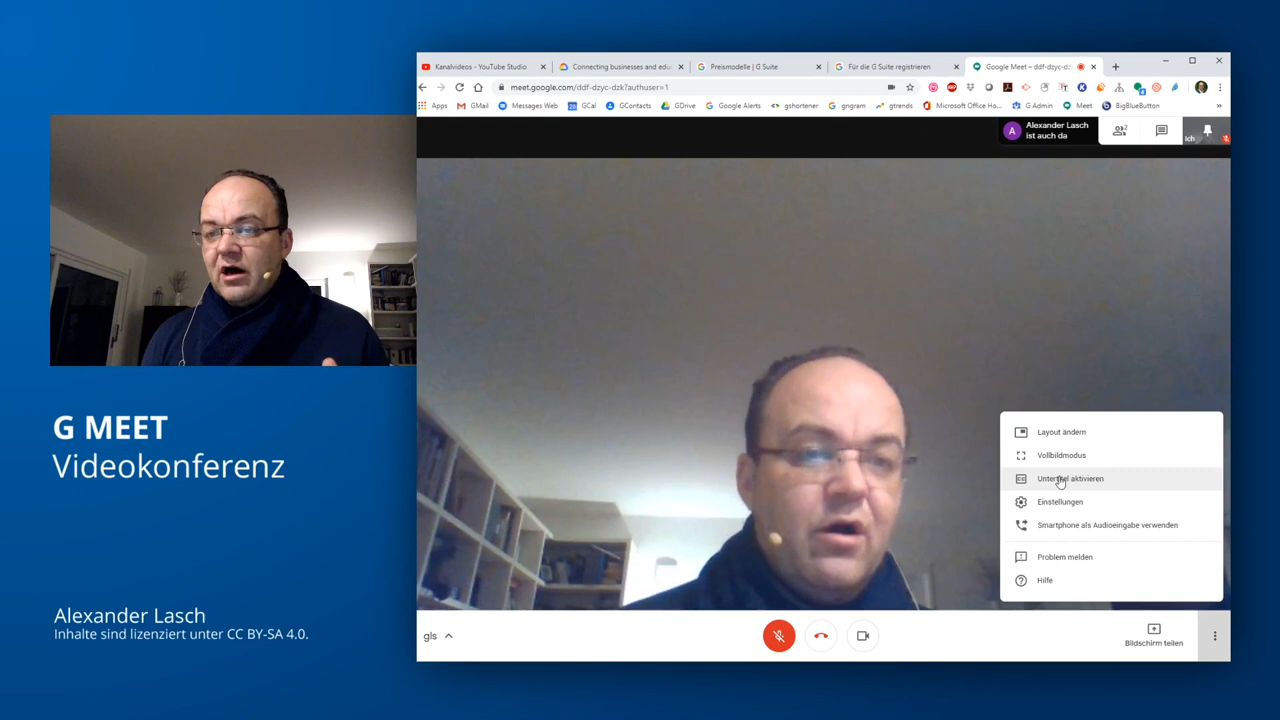 Kanalvideos - YouTube Studio
Connecting businesses and edu
Preismodelle | G Suite
Für die G Suite registrieren
Google Meet – ddf-dzyc-dz
meet.google.com/ddf-dzyc-dzk?authuser=1
Apps GMail Messages Web GCal GContacts GDrive Google Alerts gshortener gngram gtrends Microsoft Office Ho... G Admin Meet BigBlueButton »
A
Alexander Lasch
ist auch da
2
Ich
G MEET
Videokonferenz
Layout ändern
Vollbildmodus
Untertitel aktivieren
Einstellungen
Smartphone als Audioeingabe verwenden
Problem melden
Hilfe
Alexander Lasch
Inhalte sind lizenziert unter CC BY-SA 4.0.
gls
Bildschirm teilen